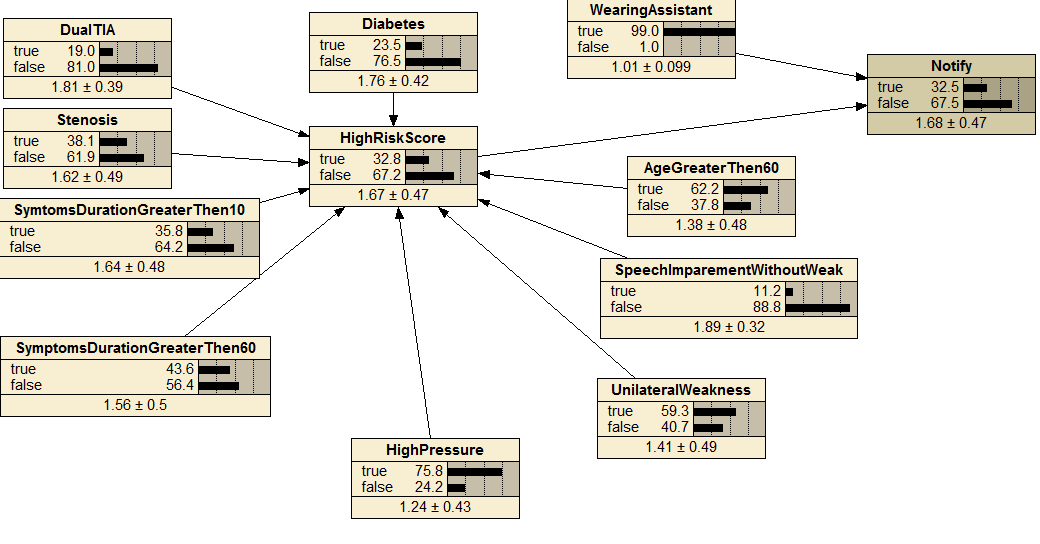 DualTIA
true 19.0
false 81.0
1.81 ± 0.39
Diabetes
true 23.5
false 76.5
1.76 ± 0.42
WearingAssistant
true 99.0
false 1.0
1.01 ± 0.099
Notify
true 32.5
false 67.5
1.68 ± 0.47
Stenosis
true 38.1
false 61.9
1.62 ± 0.49
HighRiskScore
true 32.8
false 67.2
1.67 ± 0.47
AgeGreaterThen60
true 62.2
false 37.8
1.38 ± 0.48
SymtomsDurationGreaterThen10
true 35.8
false 64.2
1.64 ± 0.48
SpeechImparementWithoutWeak
true 11.2
false 88.8
1.89 ± 0.32
SymptomsDurationGreaterThen60
true 43.6
false 56.4
1.56 ± 0.5
UnilateralWeakness
true 59.3
false 40.7
1.41 ± 0.49
HighPressure
true 75.8
false 24.2
1.24 ± 0.43